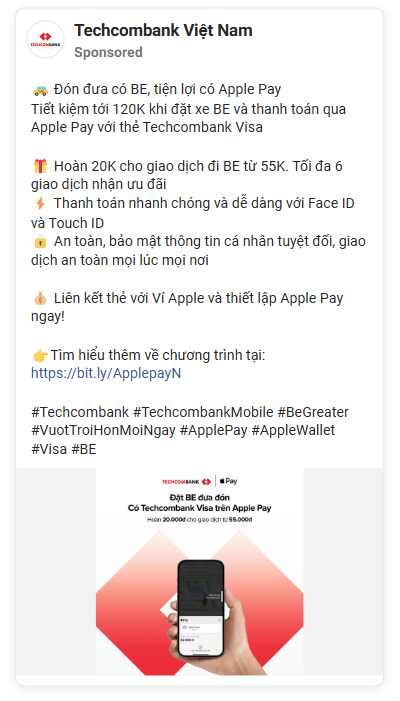 Techcombank Việt Nam
TECHCOMBANK
Sponsored
🚕 Đón đưa có BE, tiện lợi có Apple Pay
Tiết kiệm tới 120K khi đặt xe BE và thanh toán qua
Apple Pay với thẻ Techcombank Visa
🎁 Hoàn 20K cho giao dịch đi BE từ 55K. Tối đa 6
giao dịch nhận ưu đãi
⚡ Thanh toán nhanh chóng và dễ dàng với Face ID
và Touch ID
🔒 An toàn, bảo mật thông tin cá nhân tuyệt đối, giao
dịch an toàn mọi lúc mọi nơi
💰 Liên kết thẻ với Ví Apple và thiết lập Apple Pay
ngay!
👉Tìm hiểu thêm về chương trình tại:
https://bit.ly/ApplepayN
#Techcombank #TechcombankMobile #BeGreater
#VuotTroiHonMoiNgay #ApplePay #AppleWallet
#Visa #BE
TECHCOMBANK | Pay
Đặt BE đưa đón
Có Techcombank Visa trên Apple Pay
Hoàn 20.000đ cho giao dịch từ 55.000đ